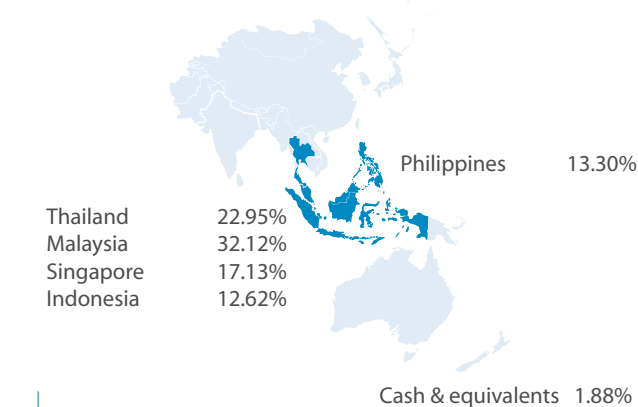 Philippines 13.30%
Thailand 22.95%
Malaysia 32.12%
Singapore 17.13%
Indonesia 12.62%
Cash & equivalents 1.88%